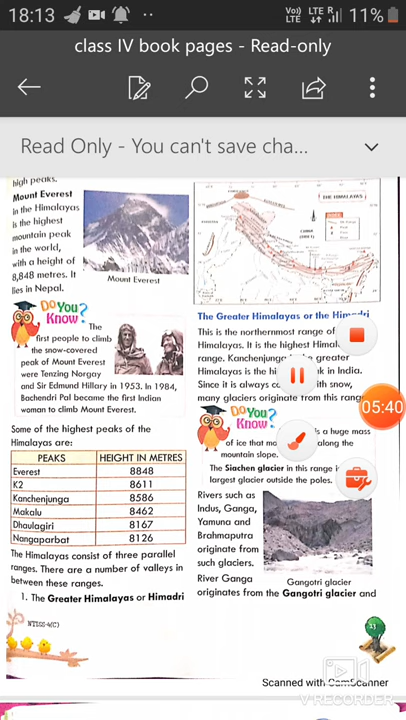 18:13
Vo) LTE LTE R 11%
class IV book pages - Read-only
Read Only - You can't save cha...
high peaks.
Mount Everest
in the Himalayas
is the highest
mountain peak
in the world,
with a height of
8,848 metres. It
lies in Nepal.
Mount Everest
Do You Know?
The
first people to climb
the snow-covered
peak of Mount Everest
were Tenzing Norgay
and Sir Edmund Hillary in 1953. In 1984,
Bachendri Pal became the first Indian
woman to climb Mount Everest.
Some of the highest peaks of the
Himalayas are:
PEAKS HEIGHT IN METRES
Everest 8848
K2 8611
Kanchenjunga 8586
Makalu 8462
Dhaulagiri 8167
Nangaparbat 8126
The Himalayas consist of three parallel
ranges. There are a number of valleys in
between these ranges.
1. The Greater Himalayas or Himadri
NTLSS-4(C)
THE HIMALAYAS
CHINA
The Greater Himalayas or the Himadri
This is the northernmost range of
Himalayas. It is the highest
range. Kanchenjunga greater
Himalayas is the in India.
Since it is always with snow,
many glaciers originate from this range
05:40
Do You Know?
is a huge mass
of ice that along the
mountain slope.
The Siachen glacier in this range
largest glacier outside the poles.
Rivers such as
Indus, Ganga,
Yamuna and
Brahmaputra
originate from
such glaciers.
River Ganga
Gangotri glacier
originates from the Gangotri glacier and
33
Scanned with CamScanner
V RECORDER